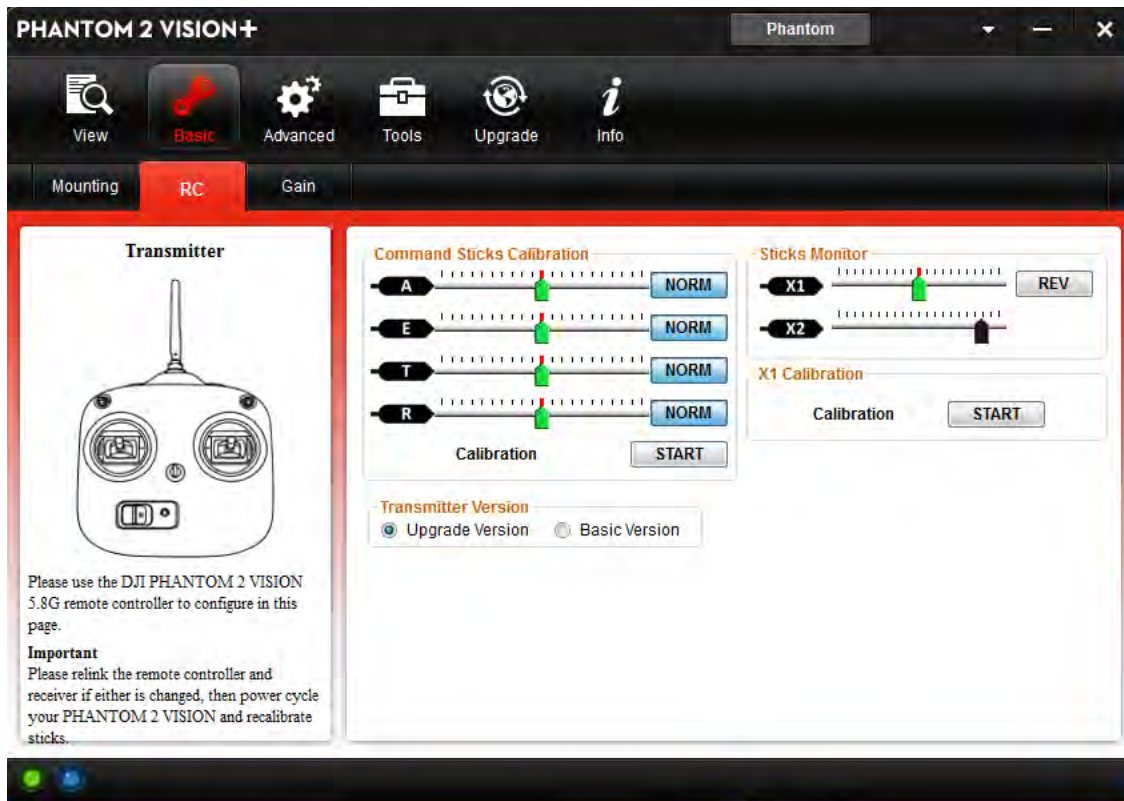 PHANTOM 2 VISION+
Phantom
View
Basic
Advanced
Tools
Upgrade
Info
Mounting
RC
Gain
Transmitter
Please use the DJI PHANTOM 2 VISION
5.8G remote controller to configure in this
page.
Important
Please relink the remote controller and
receiver if either is changed, then power cycle
your PHANTOM 2 VISION and recalibrate
sticks.
Command Sticks Calibration
A NORM
E NORM
T NORM
R NORM
Calibration START
Transmitter Version
Upgrade Version Basic Version
Sticks Monitor
X1 REV
X2
X1 Calibration
Calibration START